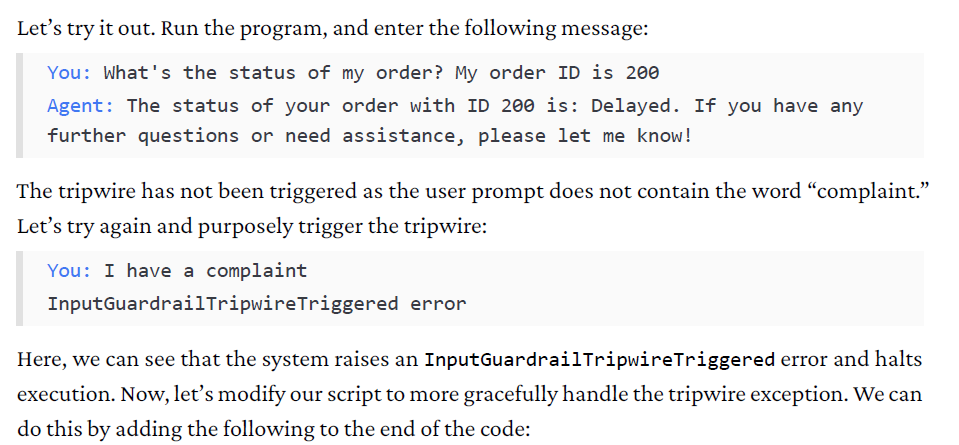 Let’s try it out. Run the program, and enter the following message:
You: What's the status of my order? My order ID is 200
Agent: The status of your order with ID 200 is: Delayed. If you have any
further questions or need assistance, please let me know!
The tripwire has not been triggered as the user prompt does not contain the word “complaint.”
Let’s try again and purposely trigger the tripwire:
You: I have a complaint
InputGuardrailTripwireTriggered error
Here, we can see that the system raises an InputGuardrailTripwireTriggered error and halts
execution. Now, let’s modify our script to more gracefully handle the tripwire exception. We can
do this by adding the following to the end of the code: